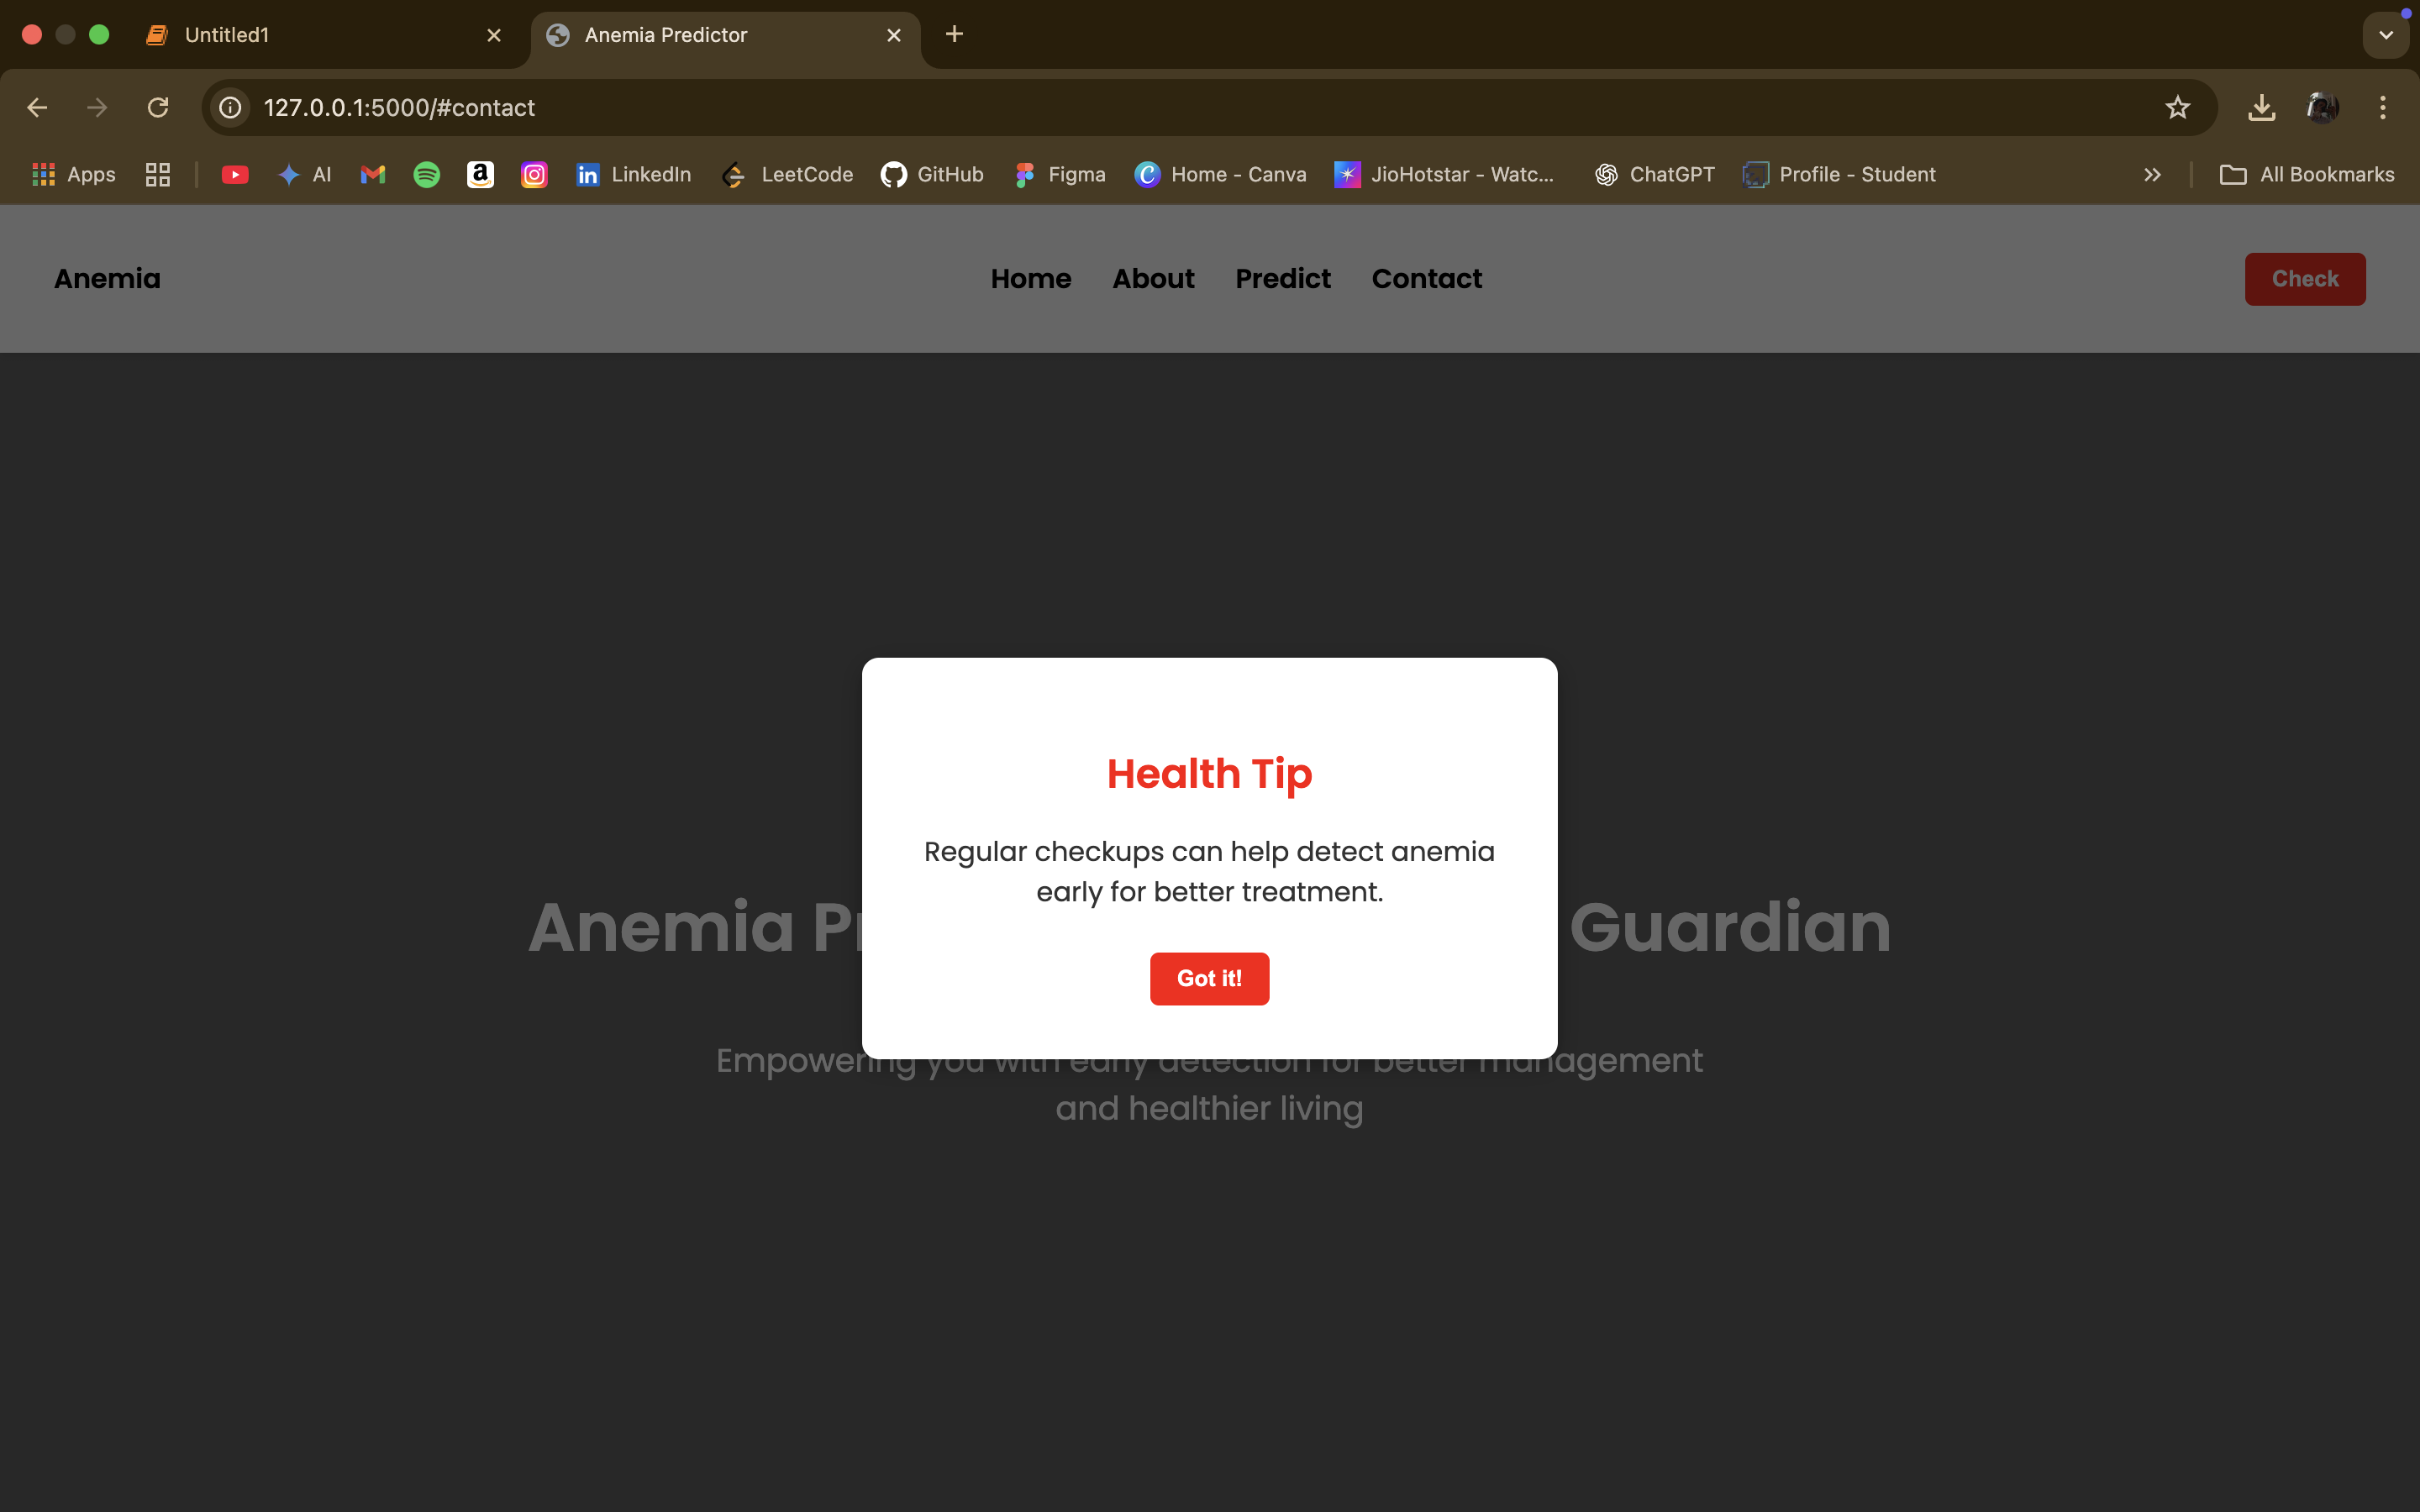 Untitled1
Anemia Predictor
127.0.0.1:5000/#contact
Apps
AI
LinkedIn
LeetCode
GitHub
Figma
Home - Canva
JioHotstar - Watc...
ChatGPT
Profile - Student
All Bookmarks
Anemia
Home
About
Predict
Contact
Check
Health Tip
Regular checkups can help detect anemia
early for better treatment.
Got it!
Anemia Guardian
Empowering you with early detection for better management
and healthier living